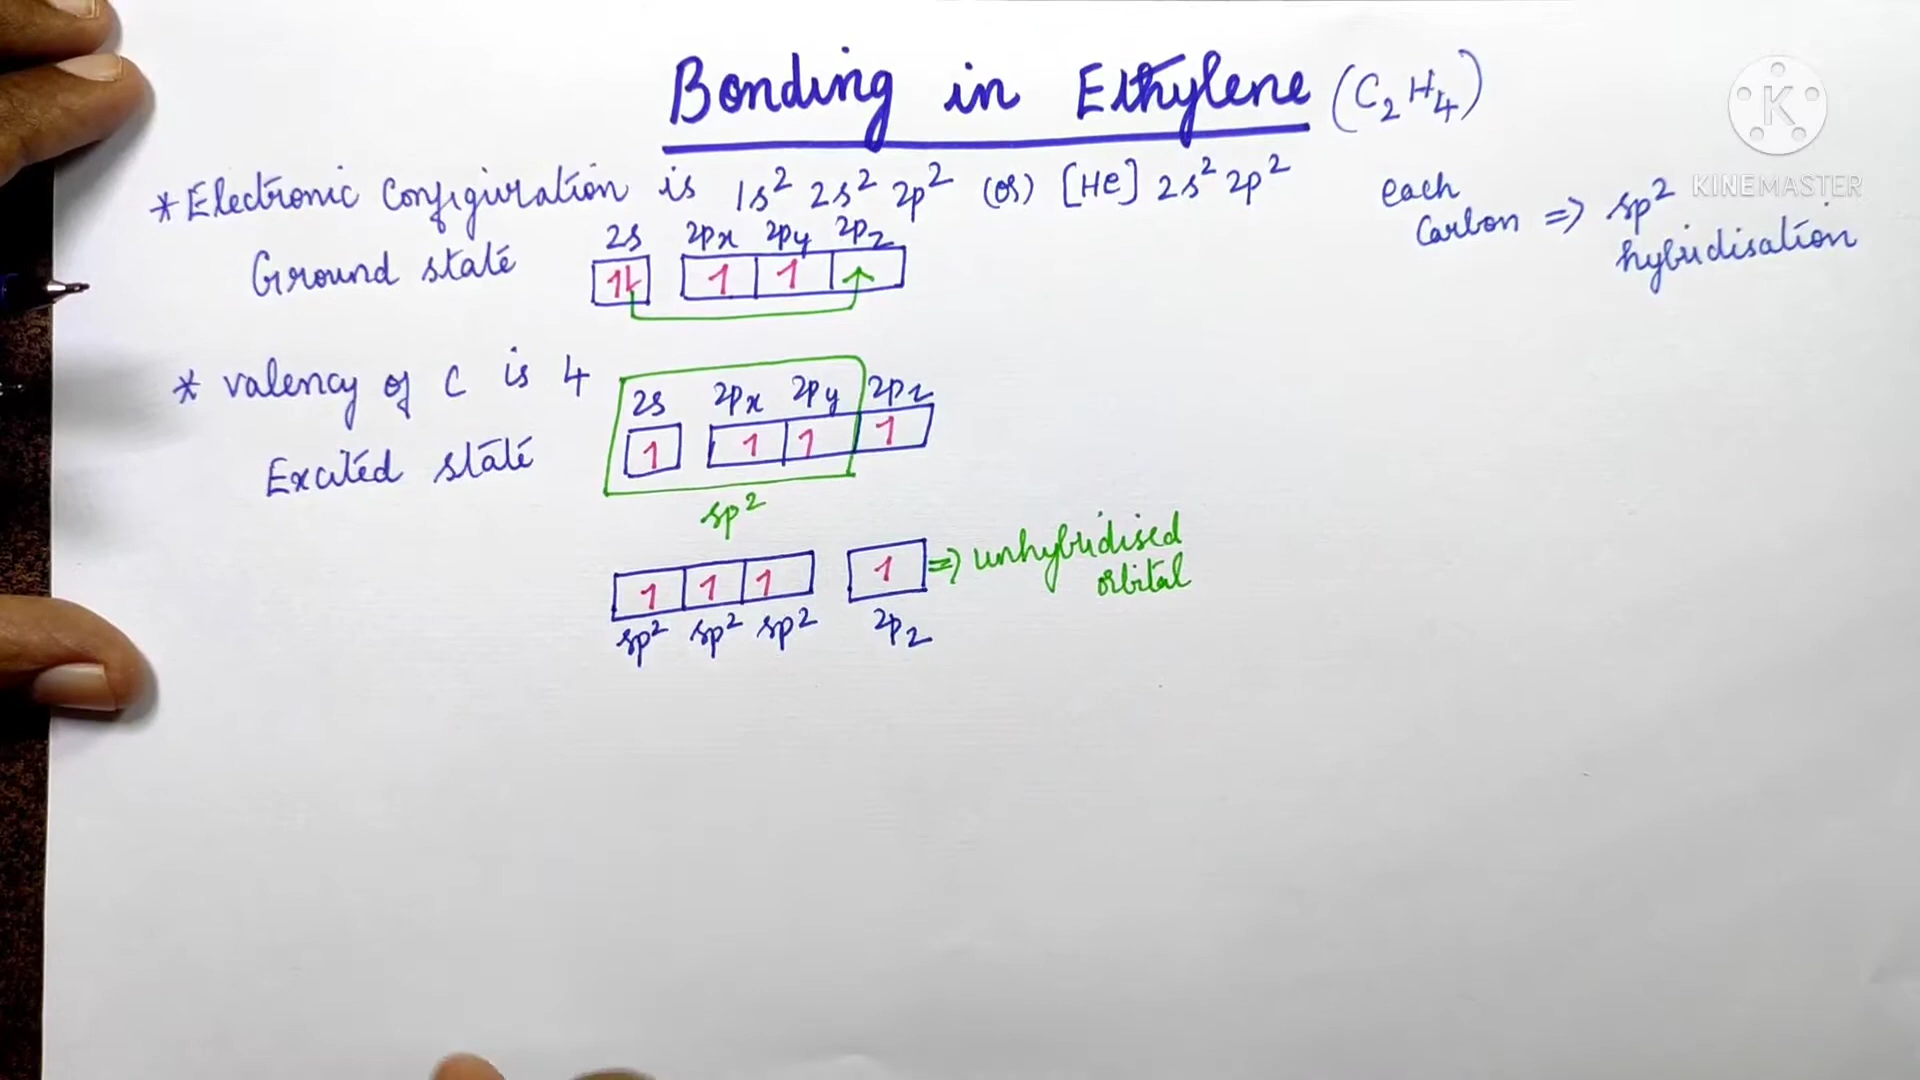 Bonding in Ethylene (C₂H₄)
K
KINEMASTER
* Electronic Configuration is 1s² 2s² 2p² (or) [He] 2s² 2p²
each Carbon ⇒ sp² hybridisation
2s 2px 2py 2pz
Ground state 1⇂ 1 1 ↑
* valency of C is 4
2s 2px 2py 2pz
Excited state 1 1 1 1
sp²
1 1 1 1 ⇒ unhybridised orbital
sp² sp² sp² 2pz